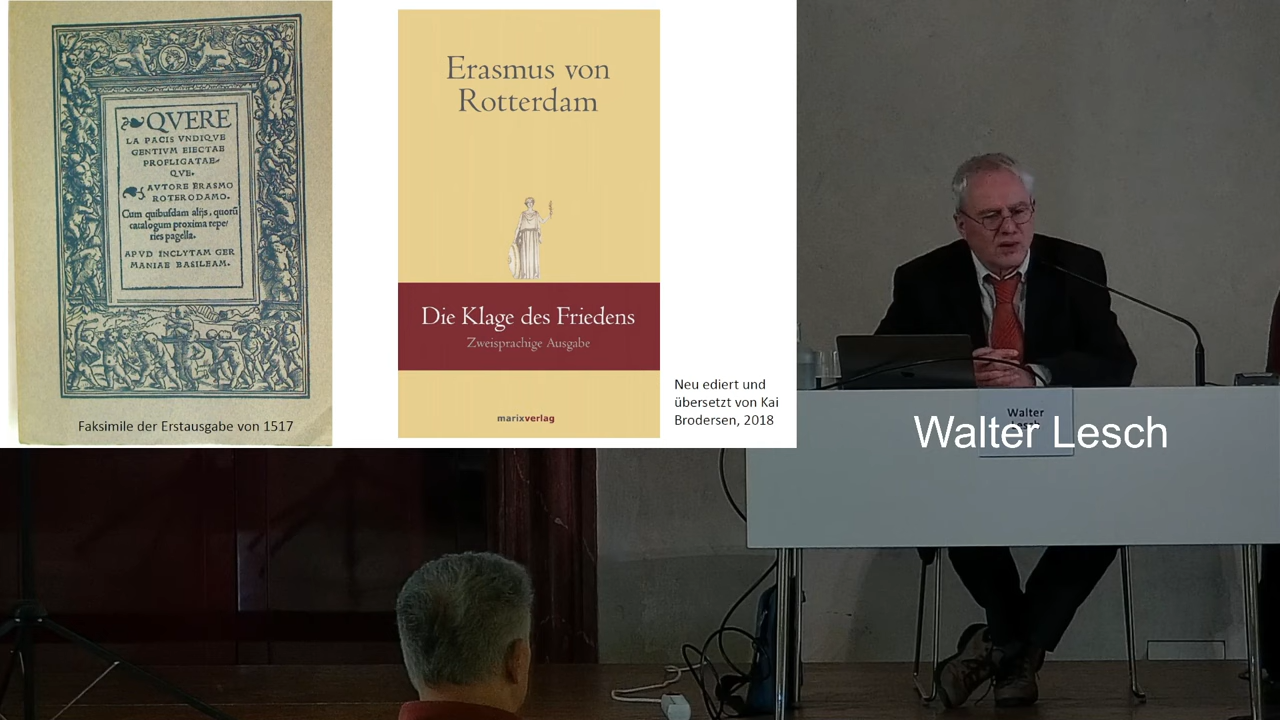 QVERE
LA PACIS VNDIQVE
GENTIVM EIECTAE
PROFLIGATAE-
QVE.
AVTORE ERASMO
ROTERODAMO.
Cum quibusdam alijs, quorū
catalogum proxima repe/
ries pagella.
APVD INCLYTAM GER
MANIAE BASILEAM.
Faksimile der Erstausgabe von 1517
Erasmus von
Rotterdam
Die Klage des Friedens
Zweisprachige Ausgabe
marixverlag
Neu ediert und
übersetzt von Kai
Brodersen, 2018
Walter
Walter Lesch